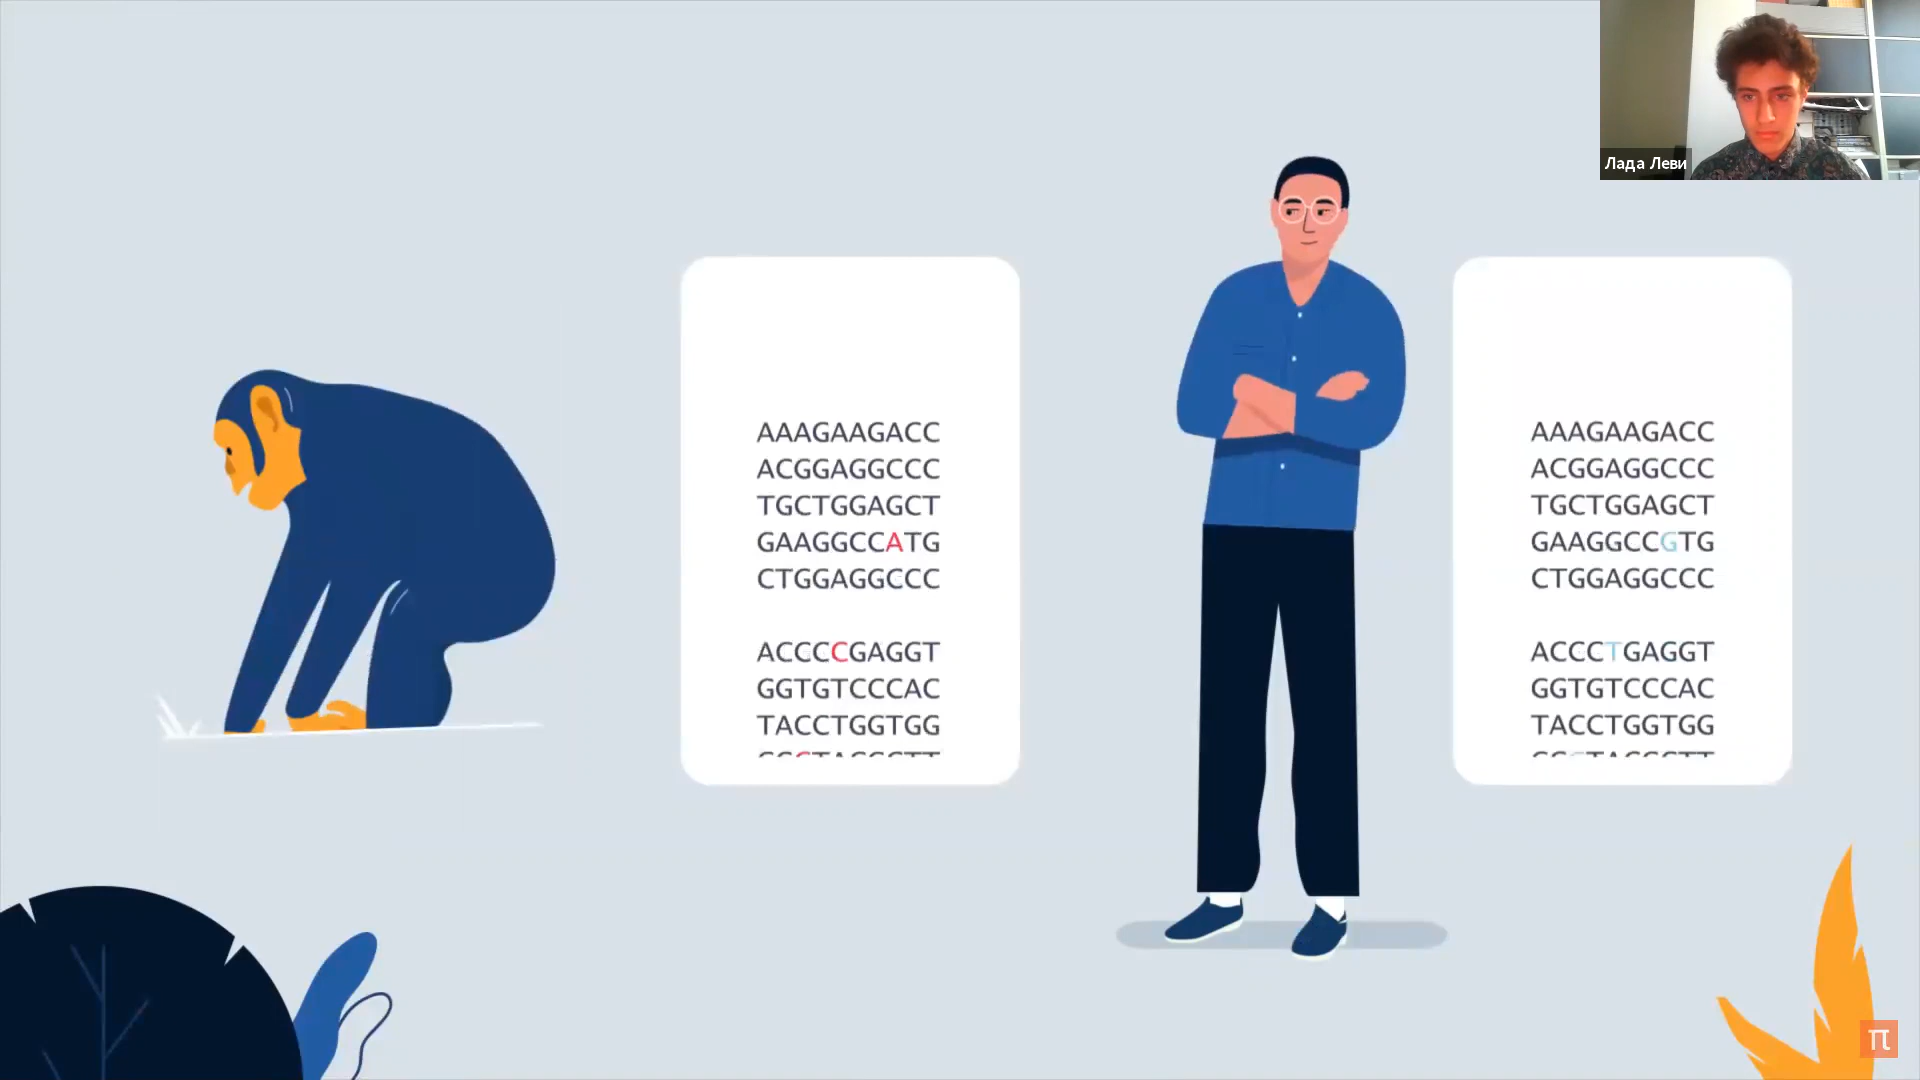 Лада Леви
AAAGAAGACC
ACGGAGGCCC
TGCTGGAGCT
GAAGGCCATG
CTGGAGGCCC
ACCCCGAGGT
GGTGTCCCAC
TACCTGGTGG
AAAGAAGACC
ACGGAGGCCC
TGCTGGAGCT
GAAGGCCGTG
CTGGAGGCCC
ACCCTGAGGT
GGTGTCCCAC
TACCTGGTGG
π